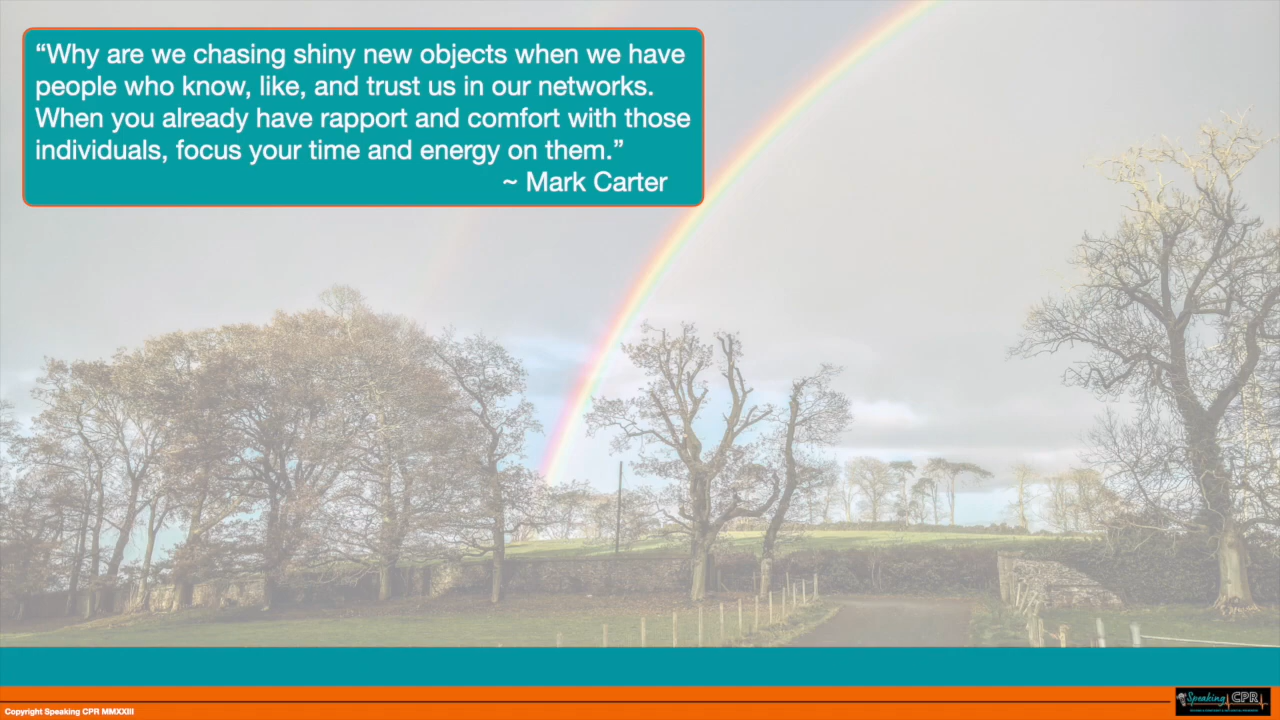 “Why are we chasing shiny new objects when we have
people who know, like, and trust us in our networks.
When you already have rapport and comfort with those
individuals, focus your time and energy on them.”
~ Mark Carter
Copyright Speaking CPR MMXXIII
Speaking CPR